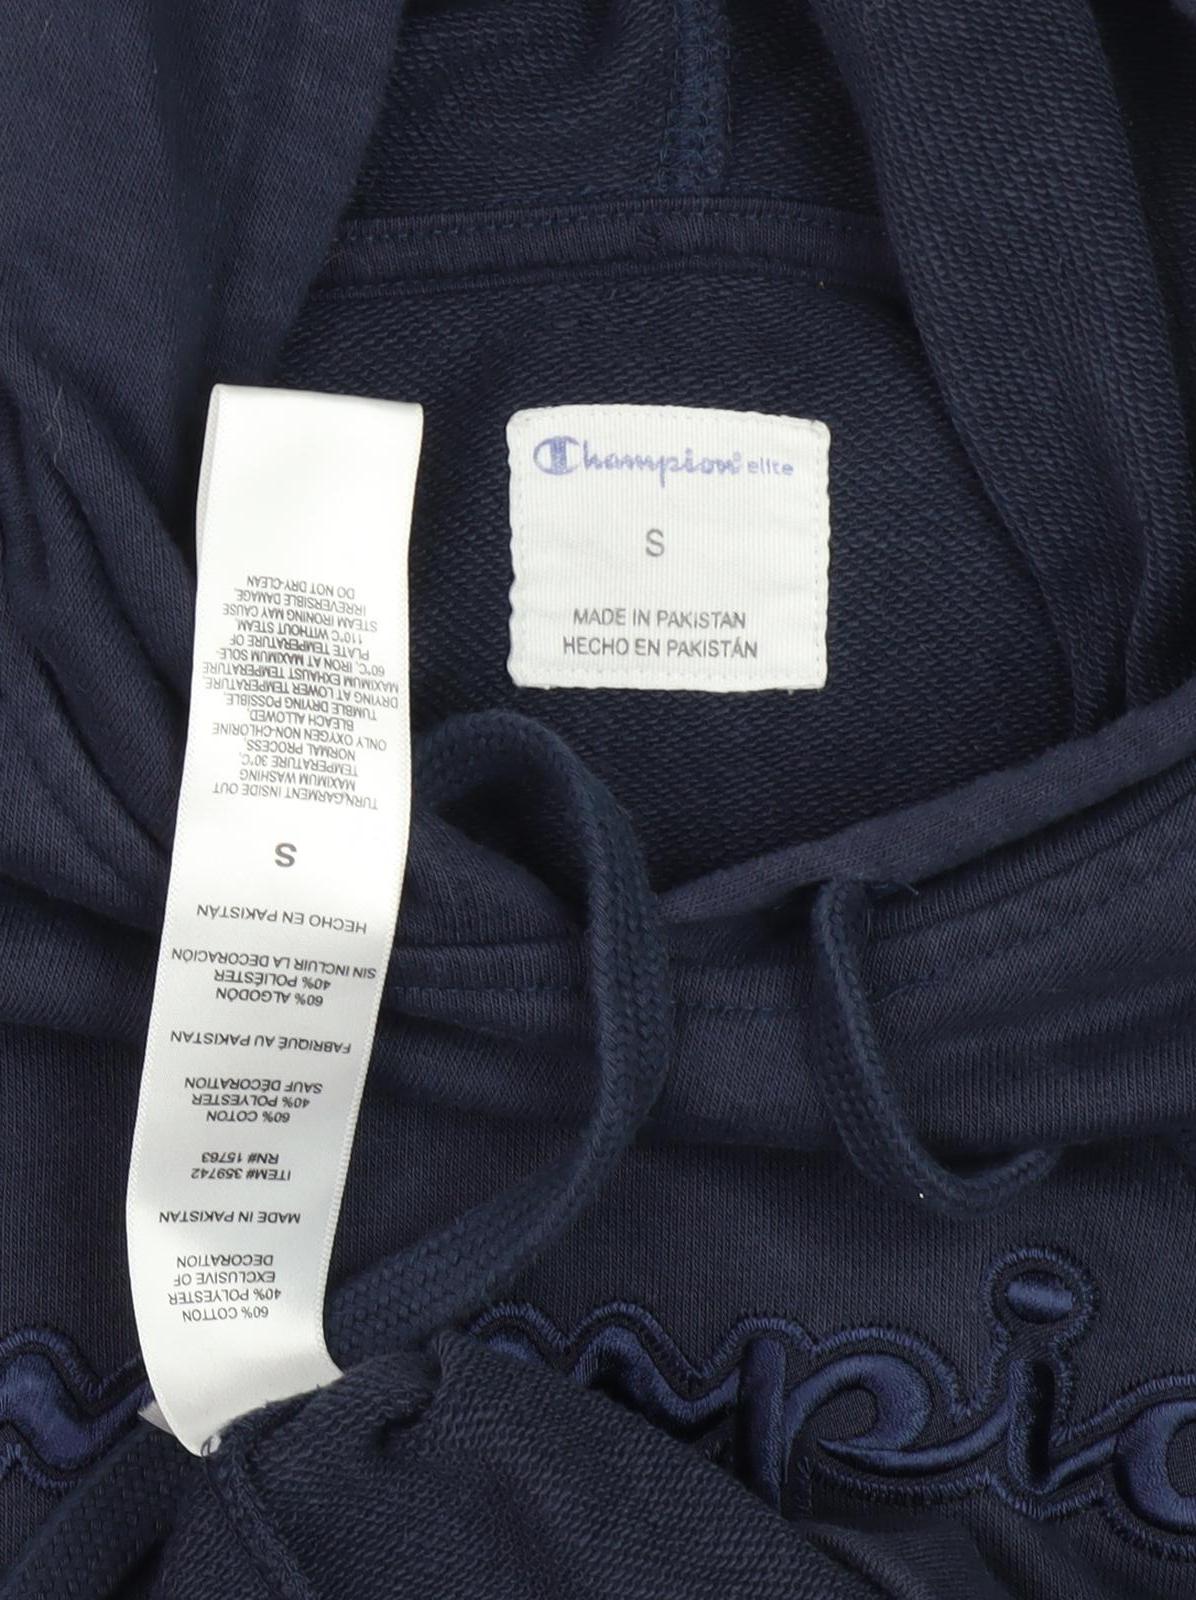 Champion elite
S
MADE IN PAKISTAN
HECHO EN PAKISTÁN
60% COTTON
40% POLYESTER
EXCLUSIVE OF
DECORATION
MADE IN PAKISTAN
ITEM# 359742
RN# 15763
60% COTON
40% POLYESTER
SAUF DÉCORATION
FABRIQUÉ AU PAKISTAN
60% ALGODÓN
40% POLIÉSTER
SIN INCLUIR LA DECORACIÓN
HECHO EN PAKISTÁN
S
TURN GARMENT INSIDE OUT
MAXIMUM WASHING
TEMPERATURE 30°C,
NORMAL PROCESS,
ONLY OXYGEN NON-CHLORINE
BLEACH ALLOWED,
TUMBLE DRYING POSSIBLE.
DRYING AT LOWER TEMPERATURE
MAXIMUM EXHAUST TEMPERATURE
60°C, IRON AT MAXIMUM SOLE-
PLATE TEMPERATURE OF
110°C WITHOUT STEAM.
STEAM IRONING MAY CAUSE
IRREVERSIBLE DAMAGE,
DO NOT DRY-CLEAN
mpio